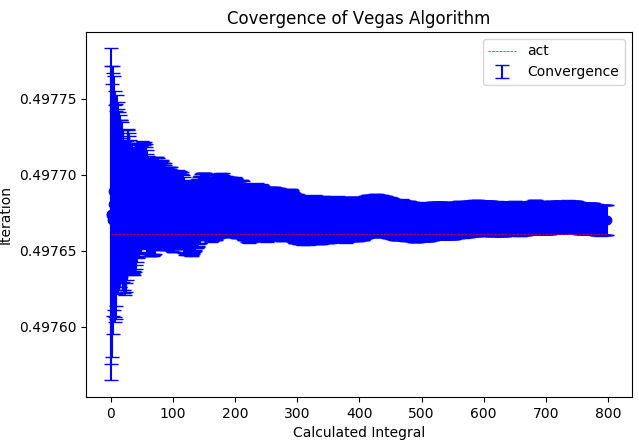 Covergence of Vegas Algorithm
act
Convergence
0.49775
0.49770
0.49765
0.49760
Iteration
0 100 200 300 400 500 600 700 800
Calculated Integral